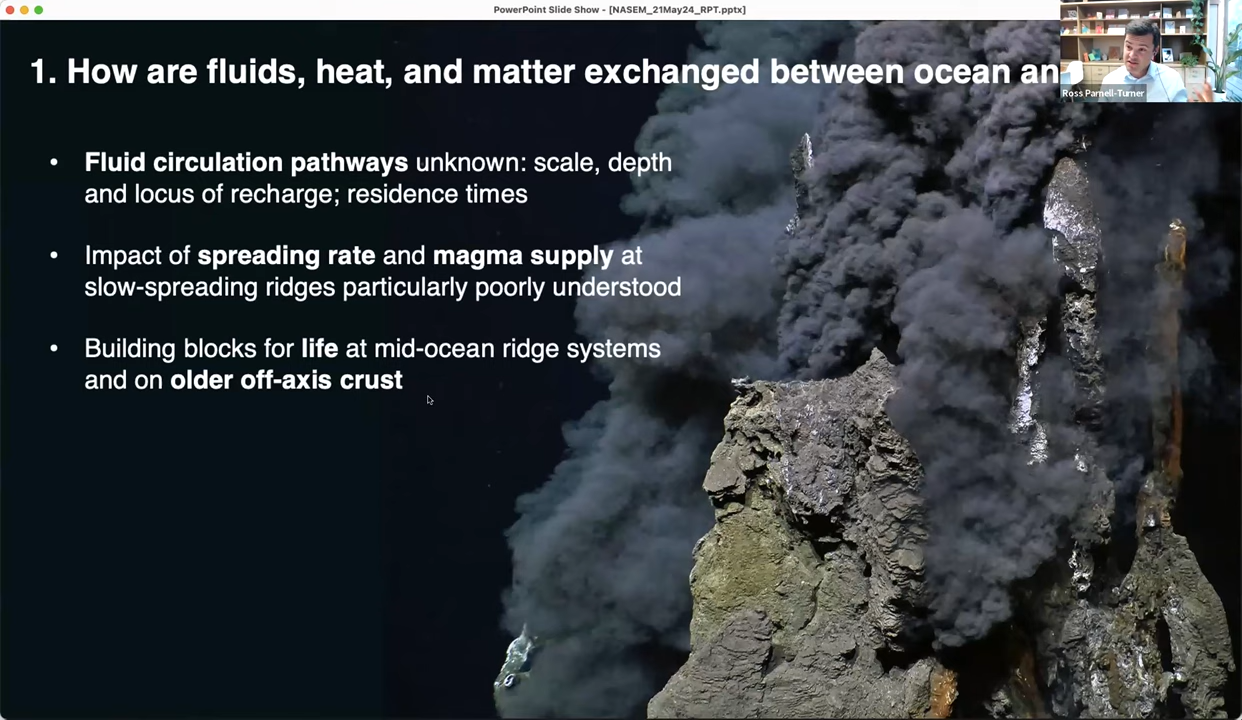 PowerPoint Slide Show - [NASEM_21May24_RPT.pptx]
1. How are fluids, heat, and matter exchanged between ocean an
Ross Parnell-Turner
• Fluid circulation pathways unknown: scale, depth
and locus of recharge; residence times
• Impact of spreading rate and magma supply at
slow-spreading ridges particularly poorly understood
• Building blocks for life at mid-ocean ridge systems
and on older off-axis crust